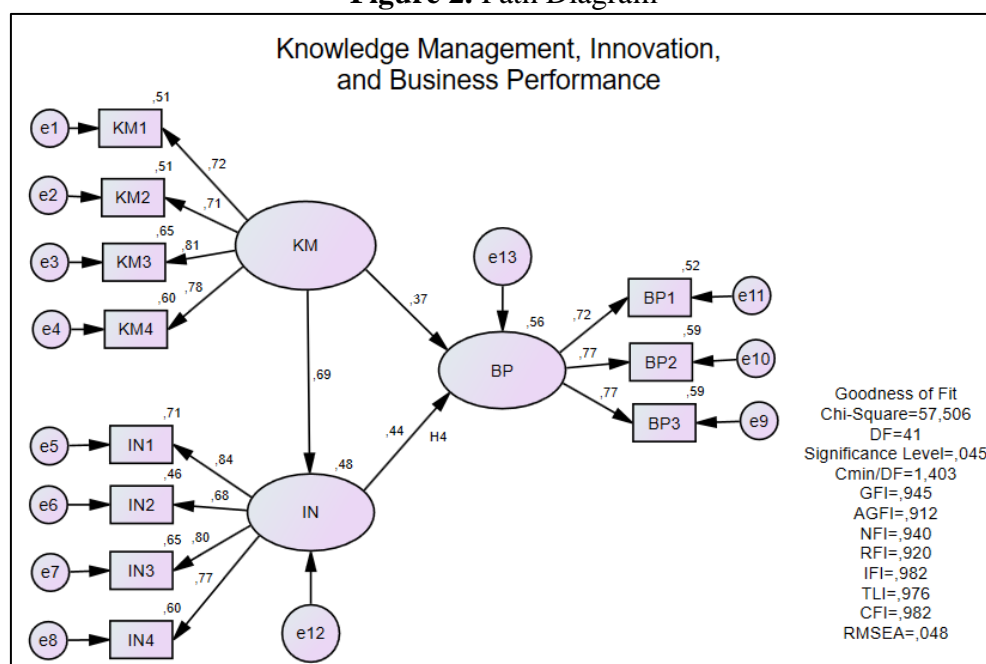 Figure 2. Path Diagram
Knowledge Management, Innovation,
and Business Performance
e1
KM1
,51
,72
e2
KM2
,51
,71
e3
KM3
,65
,81
e4
KM4
,60
,78
KM
,37
,69
e13
BP
,56
,72
,77
,77
BP1
,52
e11
BP2
,59
e10
BP3
,59
e9
,44
H4
e5
IN1
,71
,84
e6
IN2
,46
,68
e7
IN3
,65
,80
e8
IN4
,60
,77
IN
,48
e12
Goodness of Fit
Chi-Square=57,506
DF=41
Significance Level=,045
Cmin/DF=1,403
GFI=,945
AGFI=,912
NFI=,940
RFI=,920
IFI=,982
TLI=,976
CFI=,982
RMSEA=,048